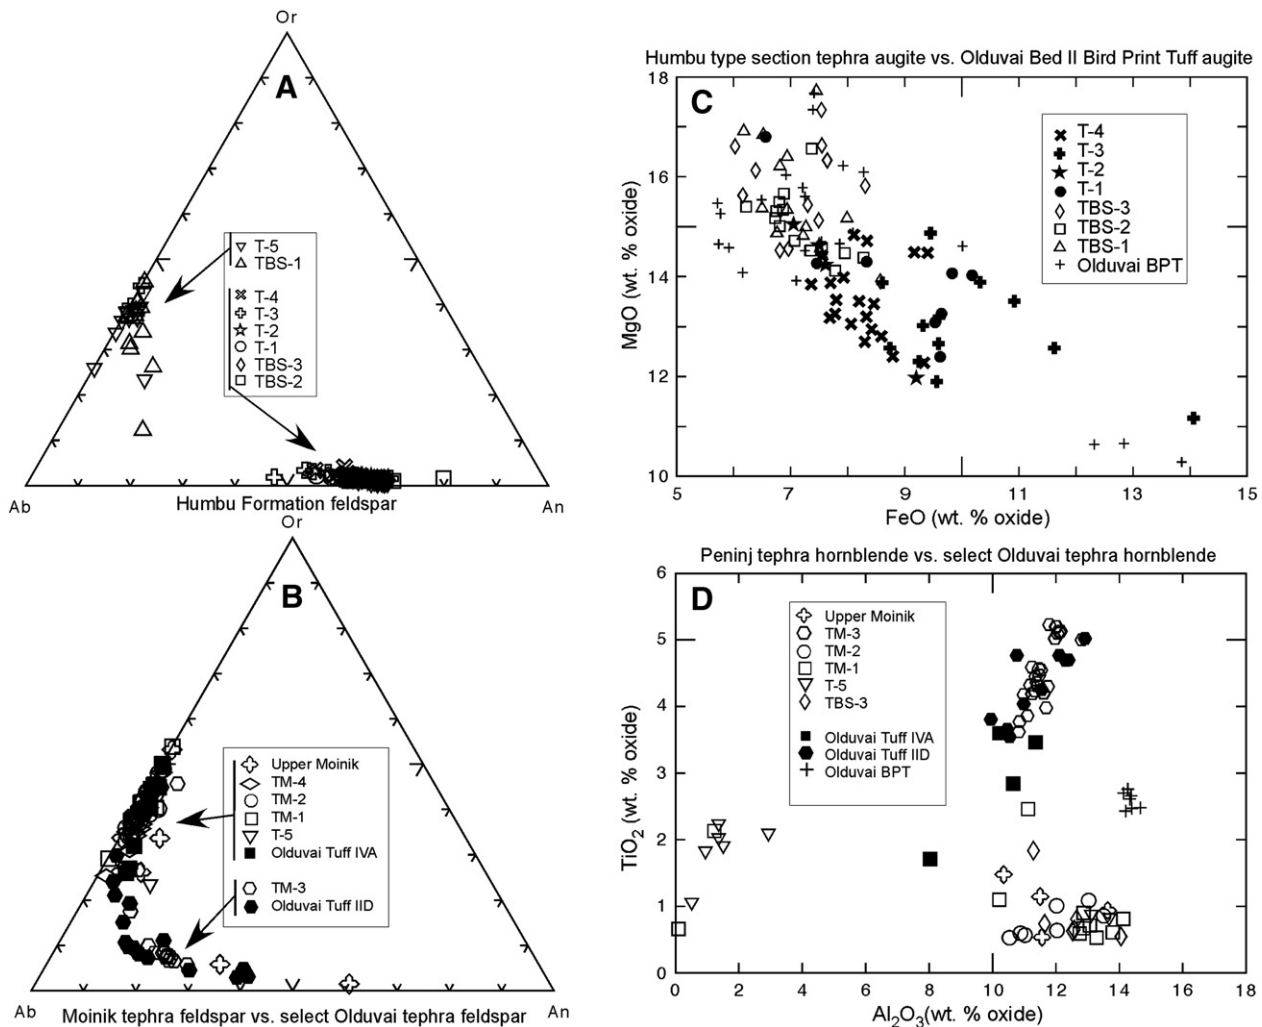 Or
A
T-5
TBS-1
T-4
T-3
T-2
T-1
TBS-3
TBS-2
Ab
An
Humbu Formation feldspar
Humbu type section tephra augite vs. Olduvai Bed II Bird Print Tuff augite
C
18
16
14
12
10
MgO (wt. % oxide)
T-4
T-3
T-2
T-1
TBS-3
TBS-2
TBS-1
Olduvai BPT
5
7
9
11
13
15
FeO (wt. % oxide)
Or
B
Upper Moinik
TM-4
TM-2
TM-1
T-5
Olduvai Tuff IVA
TM-3
Olduvai Tuff IID
Ab
An
Moinik tephra feldspar vs. select Olduvai tephra feldspar
Peninj tephra hornblende vs. select Olduvai tephra hornblende
D
6
5
4
3
2
1
0
TiO2 (wt. % oxide)
Upper Moinik
TM-3
TM-2
TM-1
T-5
TBS-3
Olduvai Tuff IVA
Olduvai Tuff IID
Olduvai BPT
0
2
4
6
8
10
12
14
16
18
Al2O3(wt. % oxide)